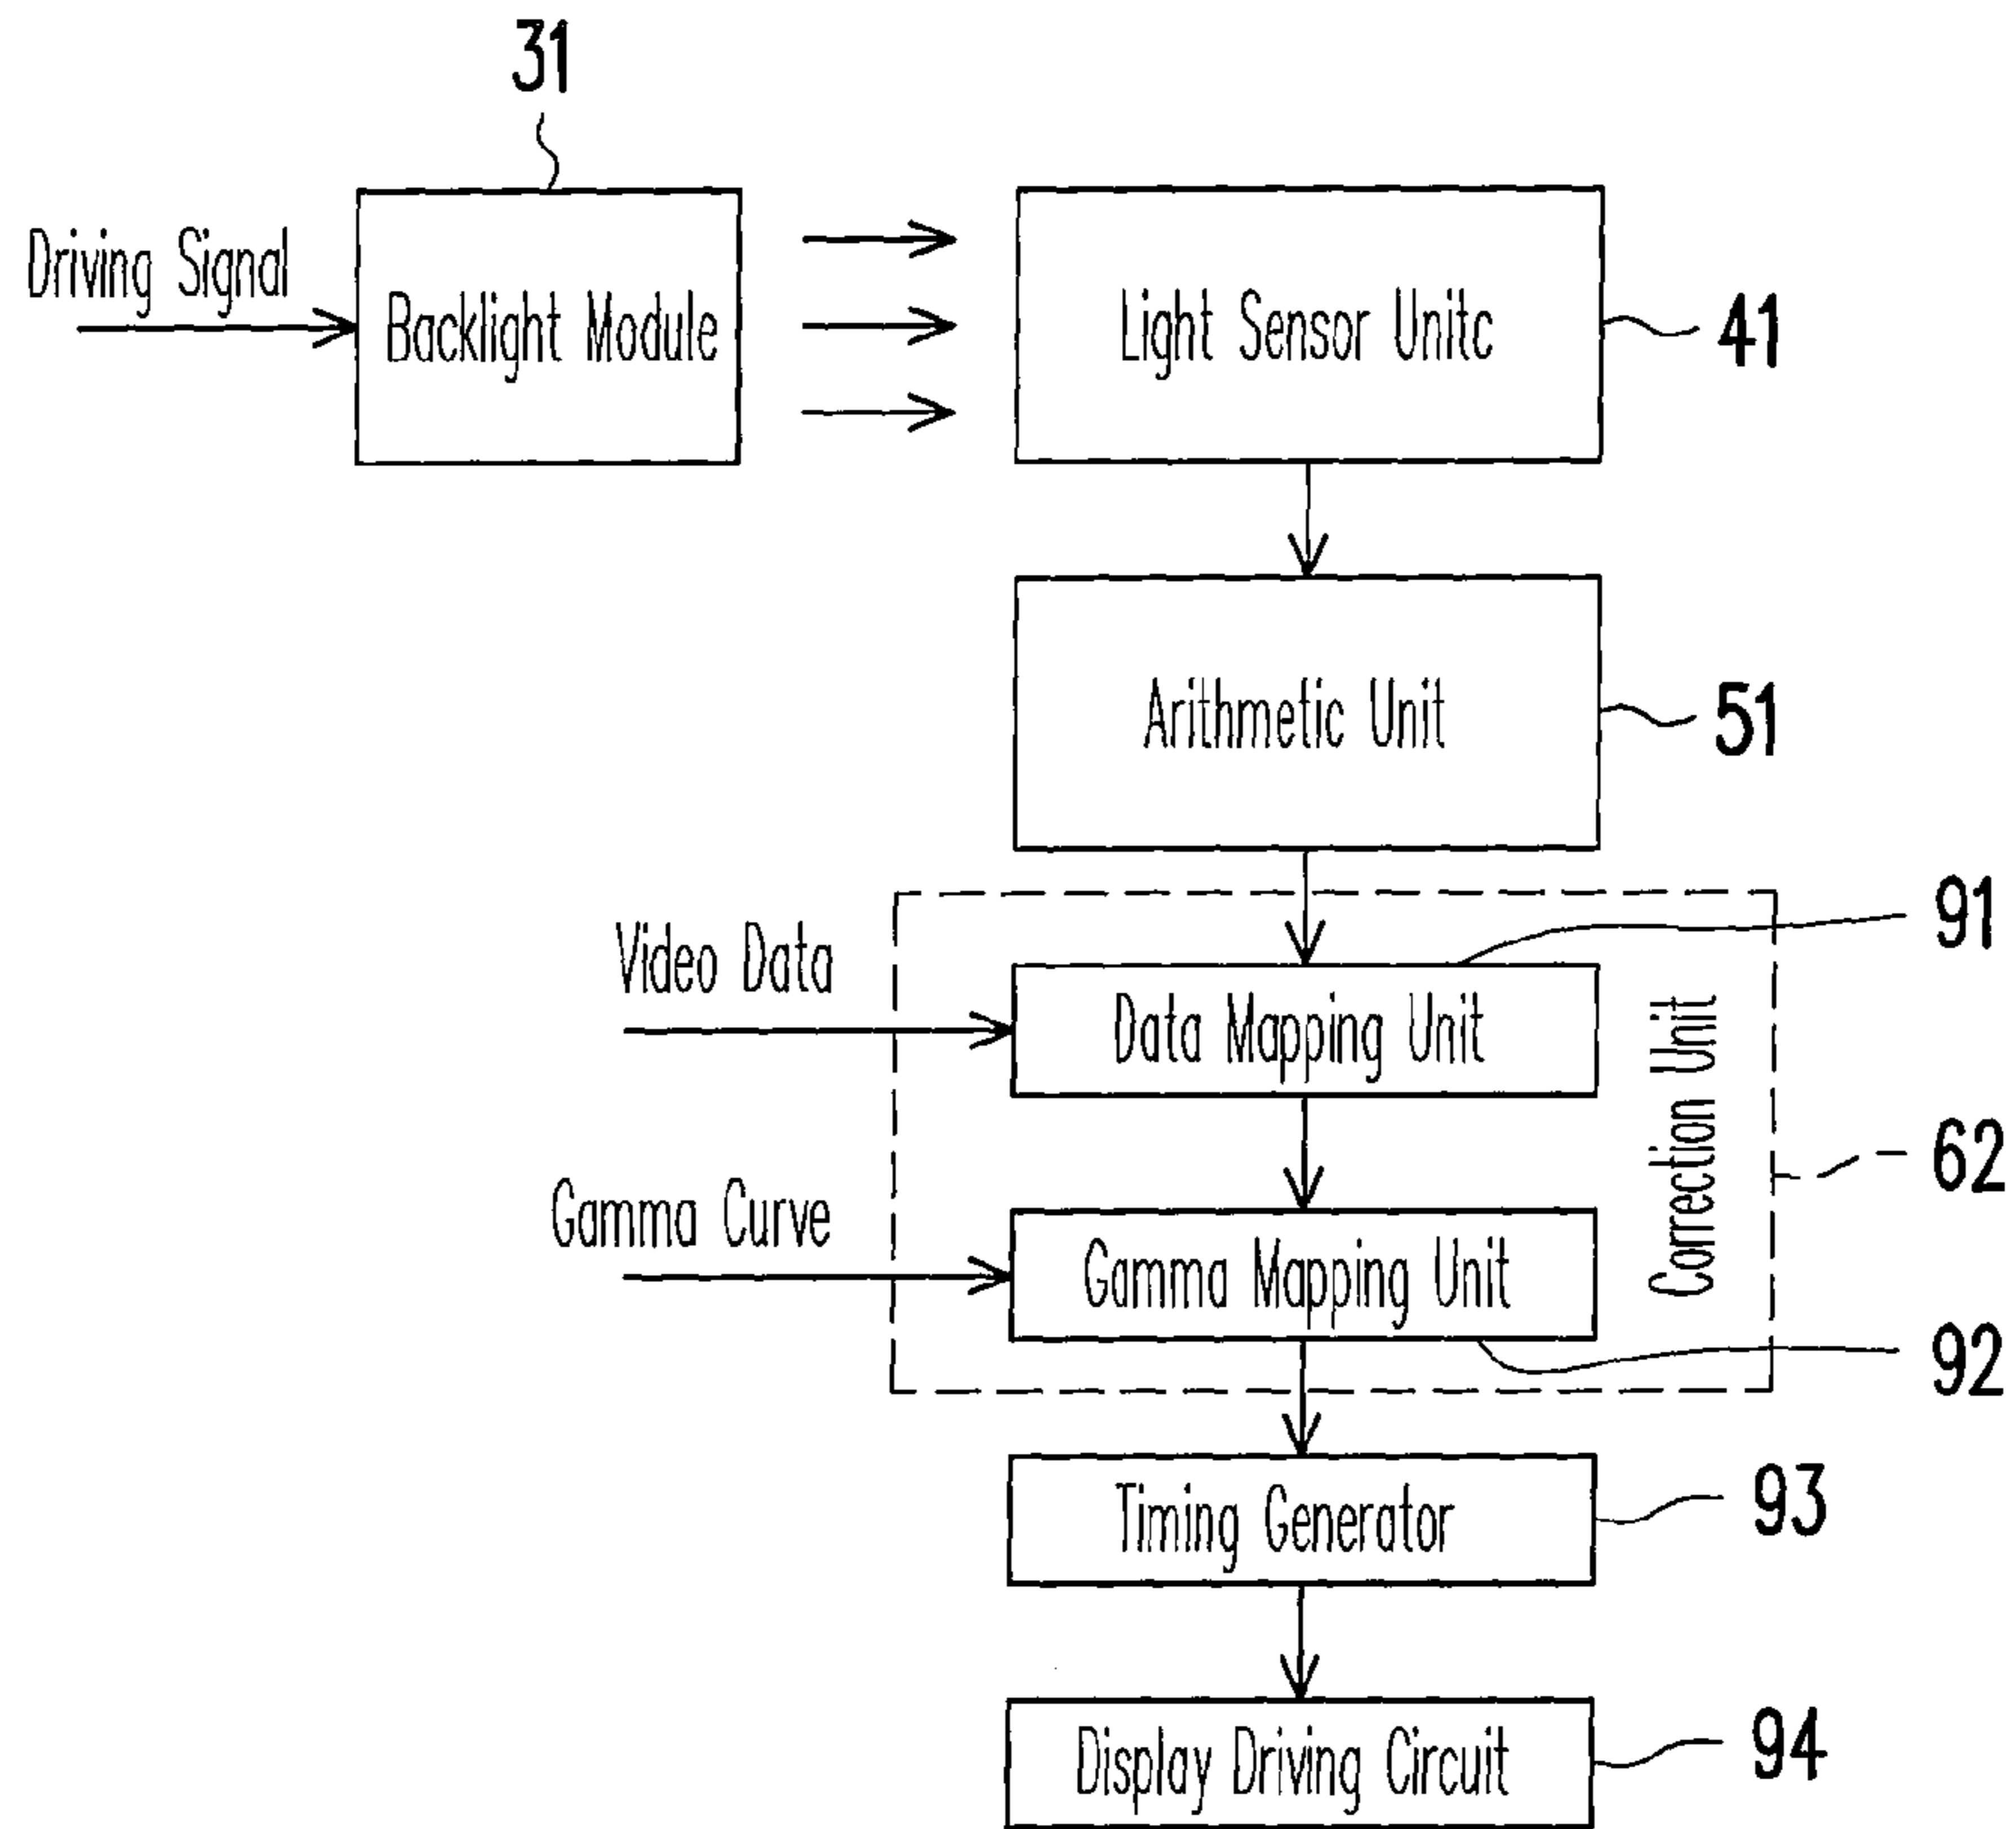 31
Driving Signal
Backlight Module
Light Sensor Unitc
41
Arithmetic Unit
51
91
Video Data
Data Mapping Unit
Correction Unit
62
Gamma Curve
Gamma Mapping Unit
92
Timing Generator
93
Display Driving Circuit
94